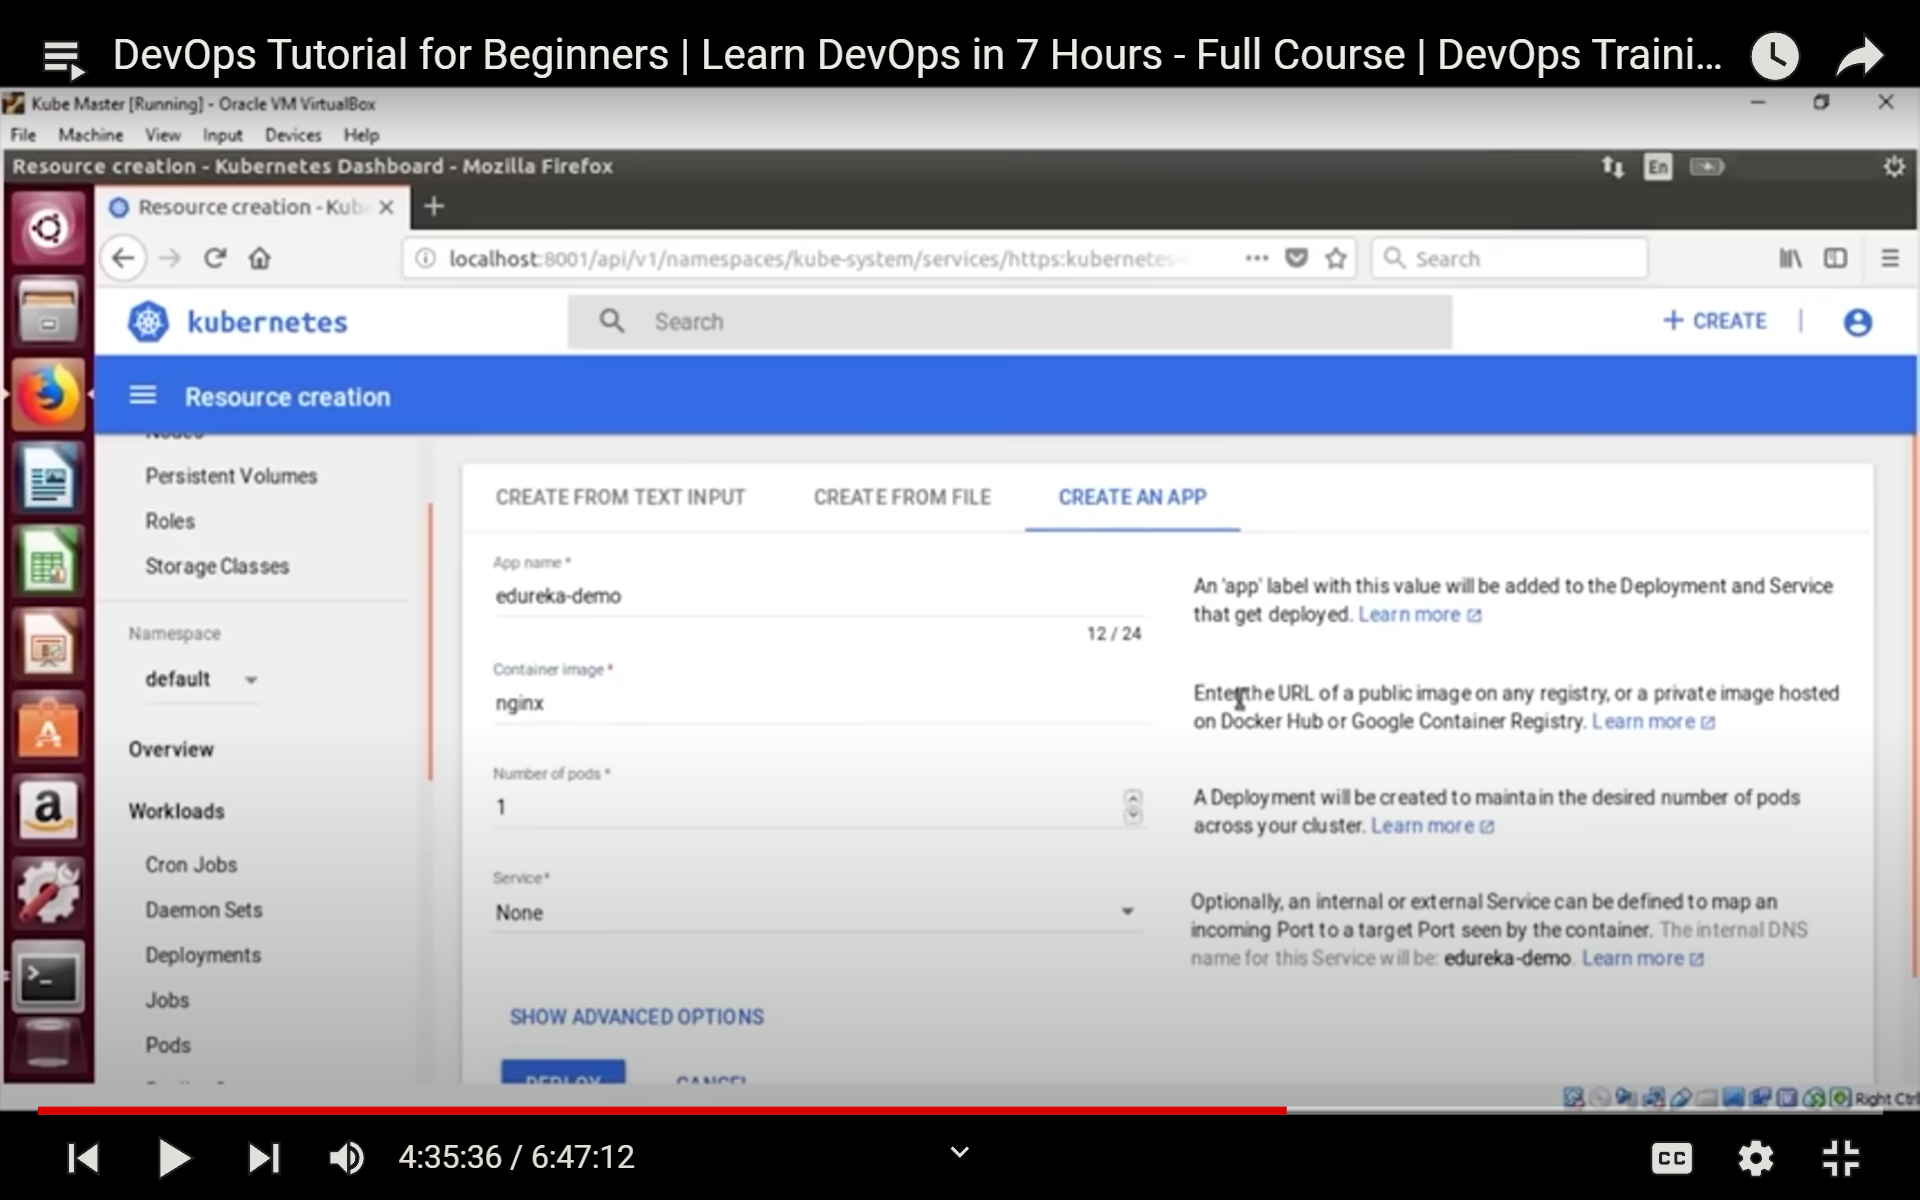 DevOps Tutorial for Beginners | Learn DevOps in 7 Hours - Full Course | DevOps Traini...
Kube Master [Running] - Oracle VM VirtualBox
File Machine View Input Devices Help
Resource creation - Kubernetes Dashboard - Mozilla Firefox
En
Resource creation - Kub
localhost:8001/api/v1/namespaces/kube-system/services/https:kubernetes-
Search
kubernetes
Search
+ CREATE
Resource creation
Nodes
Persistent Volumes
Roles
Storage Classes
Namespace
default
Overview
Workloads
Cron Jobs
Daemon Sets
Deployments
Jobs
Pods
CREATE FROM TEXT INPUT
CREATE FROM FILE
CREATE AN APP
App name *
edureka-demo
12 / 24
An 'app' label with this value will be added to the Deployment and Service
that get deployed. Learn more
Container image *
nginx
Enter the URL of a public image on any registry, or a private image hosted
on Docker Hub or Google Container Registry. Learn more
Number of pods *
1
A Deployment will be created to maintain the desired number of pods
across your cluster. Learn more
Service *
None
Optionally, an internal or external Service can be defined to map an
incoming Port to a target Port seen by the container. The internal DNS
name for this Service will be: edureka-demo. Learn more
SHOW ADVANCED OPTIONS
DEPLOY
CANCEL
Right Ctrl
4:35:36 / 6:47:12
CC